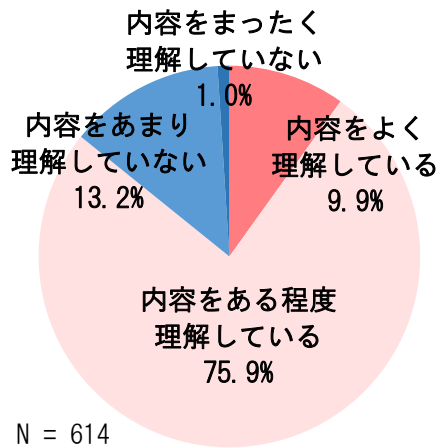 内容をまったく
理解していない
1.0%
内容をよく
理解している
9.9%
内容をあまり
理解していない
13.2%
内容をある程度
理解している
75.9%
N = 614